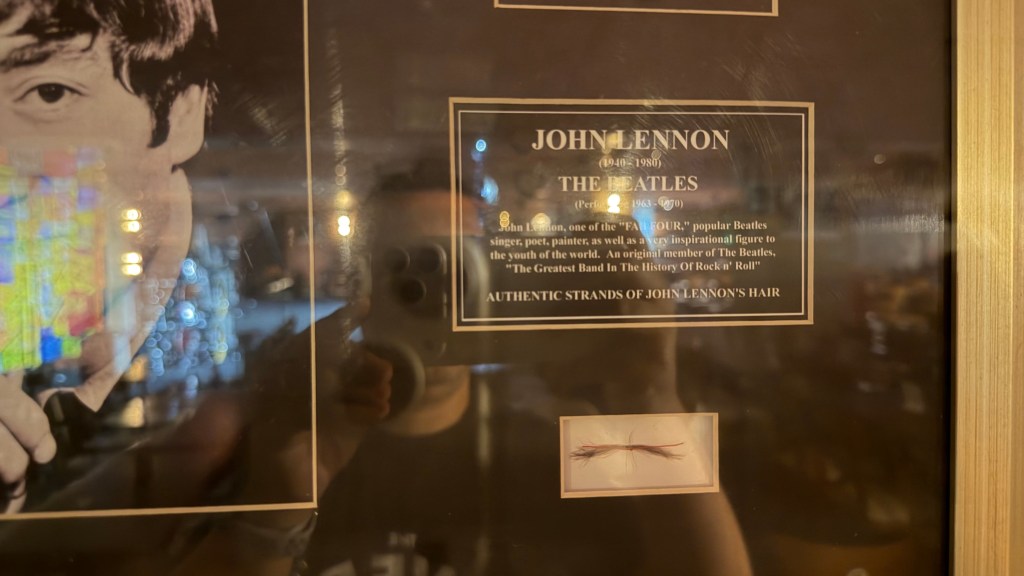 JOHN LENNON
(1940 - 1980)
THE BEATLES
1963 - 1970)
John Lennon, one of the "FAB FOUR," popular Beatles
singer, poet, painter, as well as a very inspirational figure to
the youth of the world. An original member of The Beatles,
"The Greatest Band In The History Of Rock n' Roll"
AUTHENTIC STRANDS OF JOHN LENNON'S HAIR